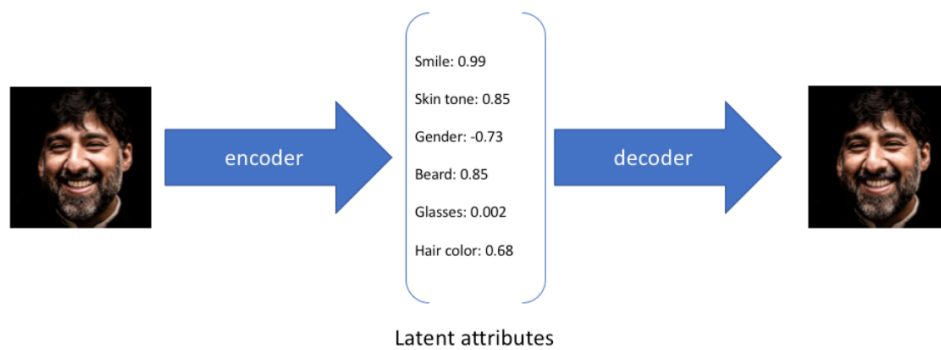 encoder
Smile: 0.99
Skin tone: 0.85
Gender: -0.73
Beard: 0.85
Glasses: 0.002
Hair color: 0.68
decoder
Latent attributes